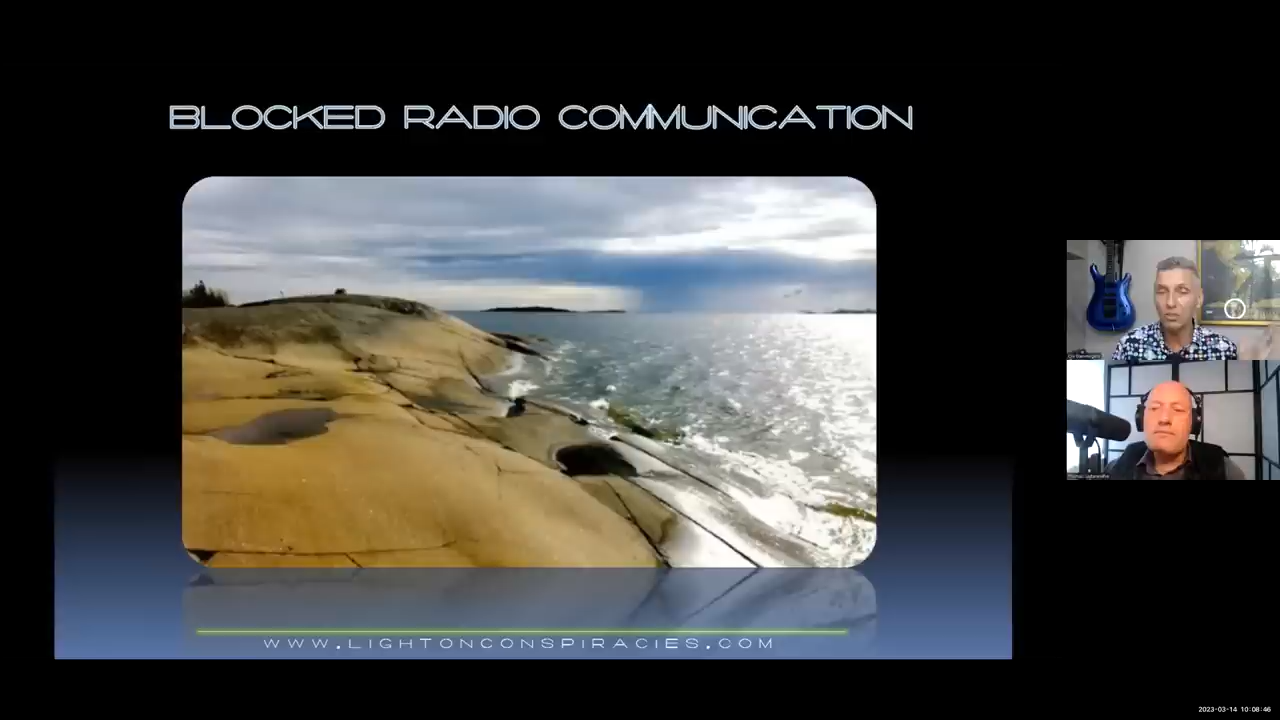 BLOCKED RADIO COMMUNICATION
WWW.LIGHTONCONSPIRACIES.COM
2023-03-14 10:08:46